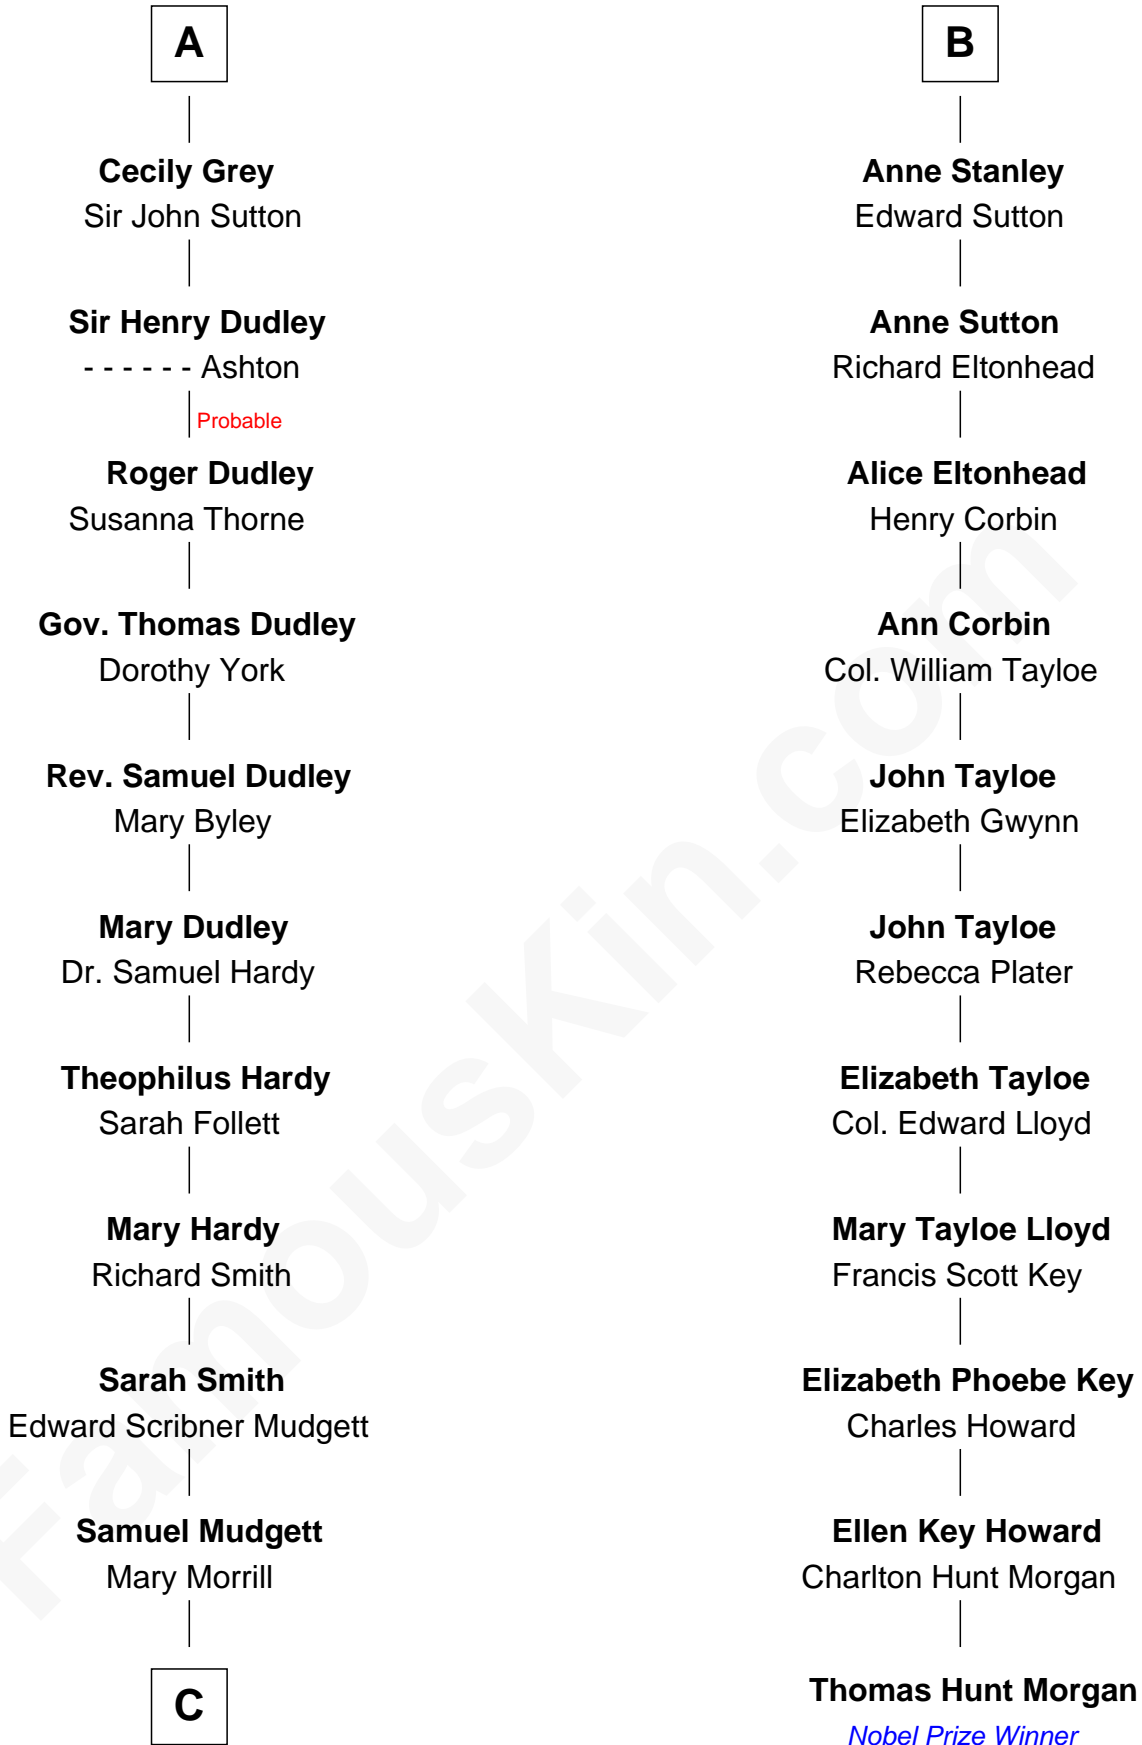 A
Cecily Grey
Sir John Sutton
Sir Henry Dudley
- - - - - - Ashton
Probable
Roger Dudley
Susanna Thorne
Gov. Thomas Dudley
Dorothy York
Rev. Samuel Dudley
Mary Byley
Mary Dudley
Dr. Samuel Hardy
Theophilus Hardy
Sarah Follett
Mary Hardy
Richard Smith
Sarah Smith
Edward Scribner Mudgett
Samuel Mudgett
Mary Morrill
C
B
Anne Stanley
Edward Sutton
Anne Sutton
Richard Eltonhead
Alice Eltonhead
Henry Corbin
Ann Corbin
Col. William Tayloe
John Tayloe
Elizabeth Gwynn
John Tayloe
Rebecca Plater
Elizabeth Tayloe
Col. Edward Lloyd
Mary Tayloe Lloyd
Francis Scott Key
Elizabeth Phoebe Key
Charles Howard
Ellen Key Howard
Charlton Hunt Morgan
Thomas Hunt Morgan
Nobel Prize Winner
FamousKin.com